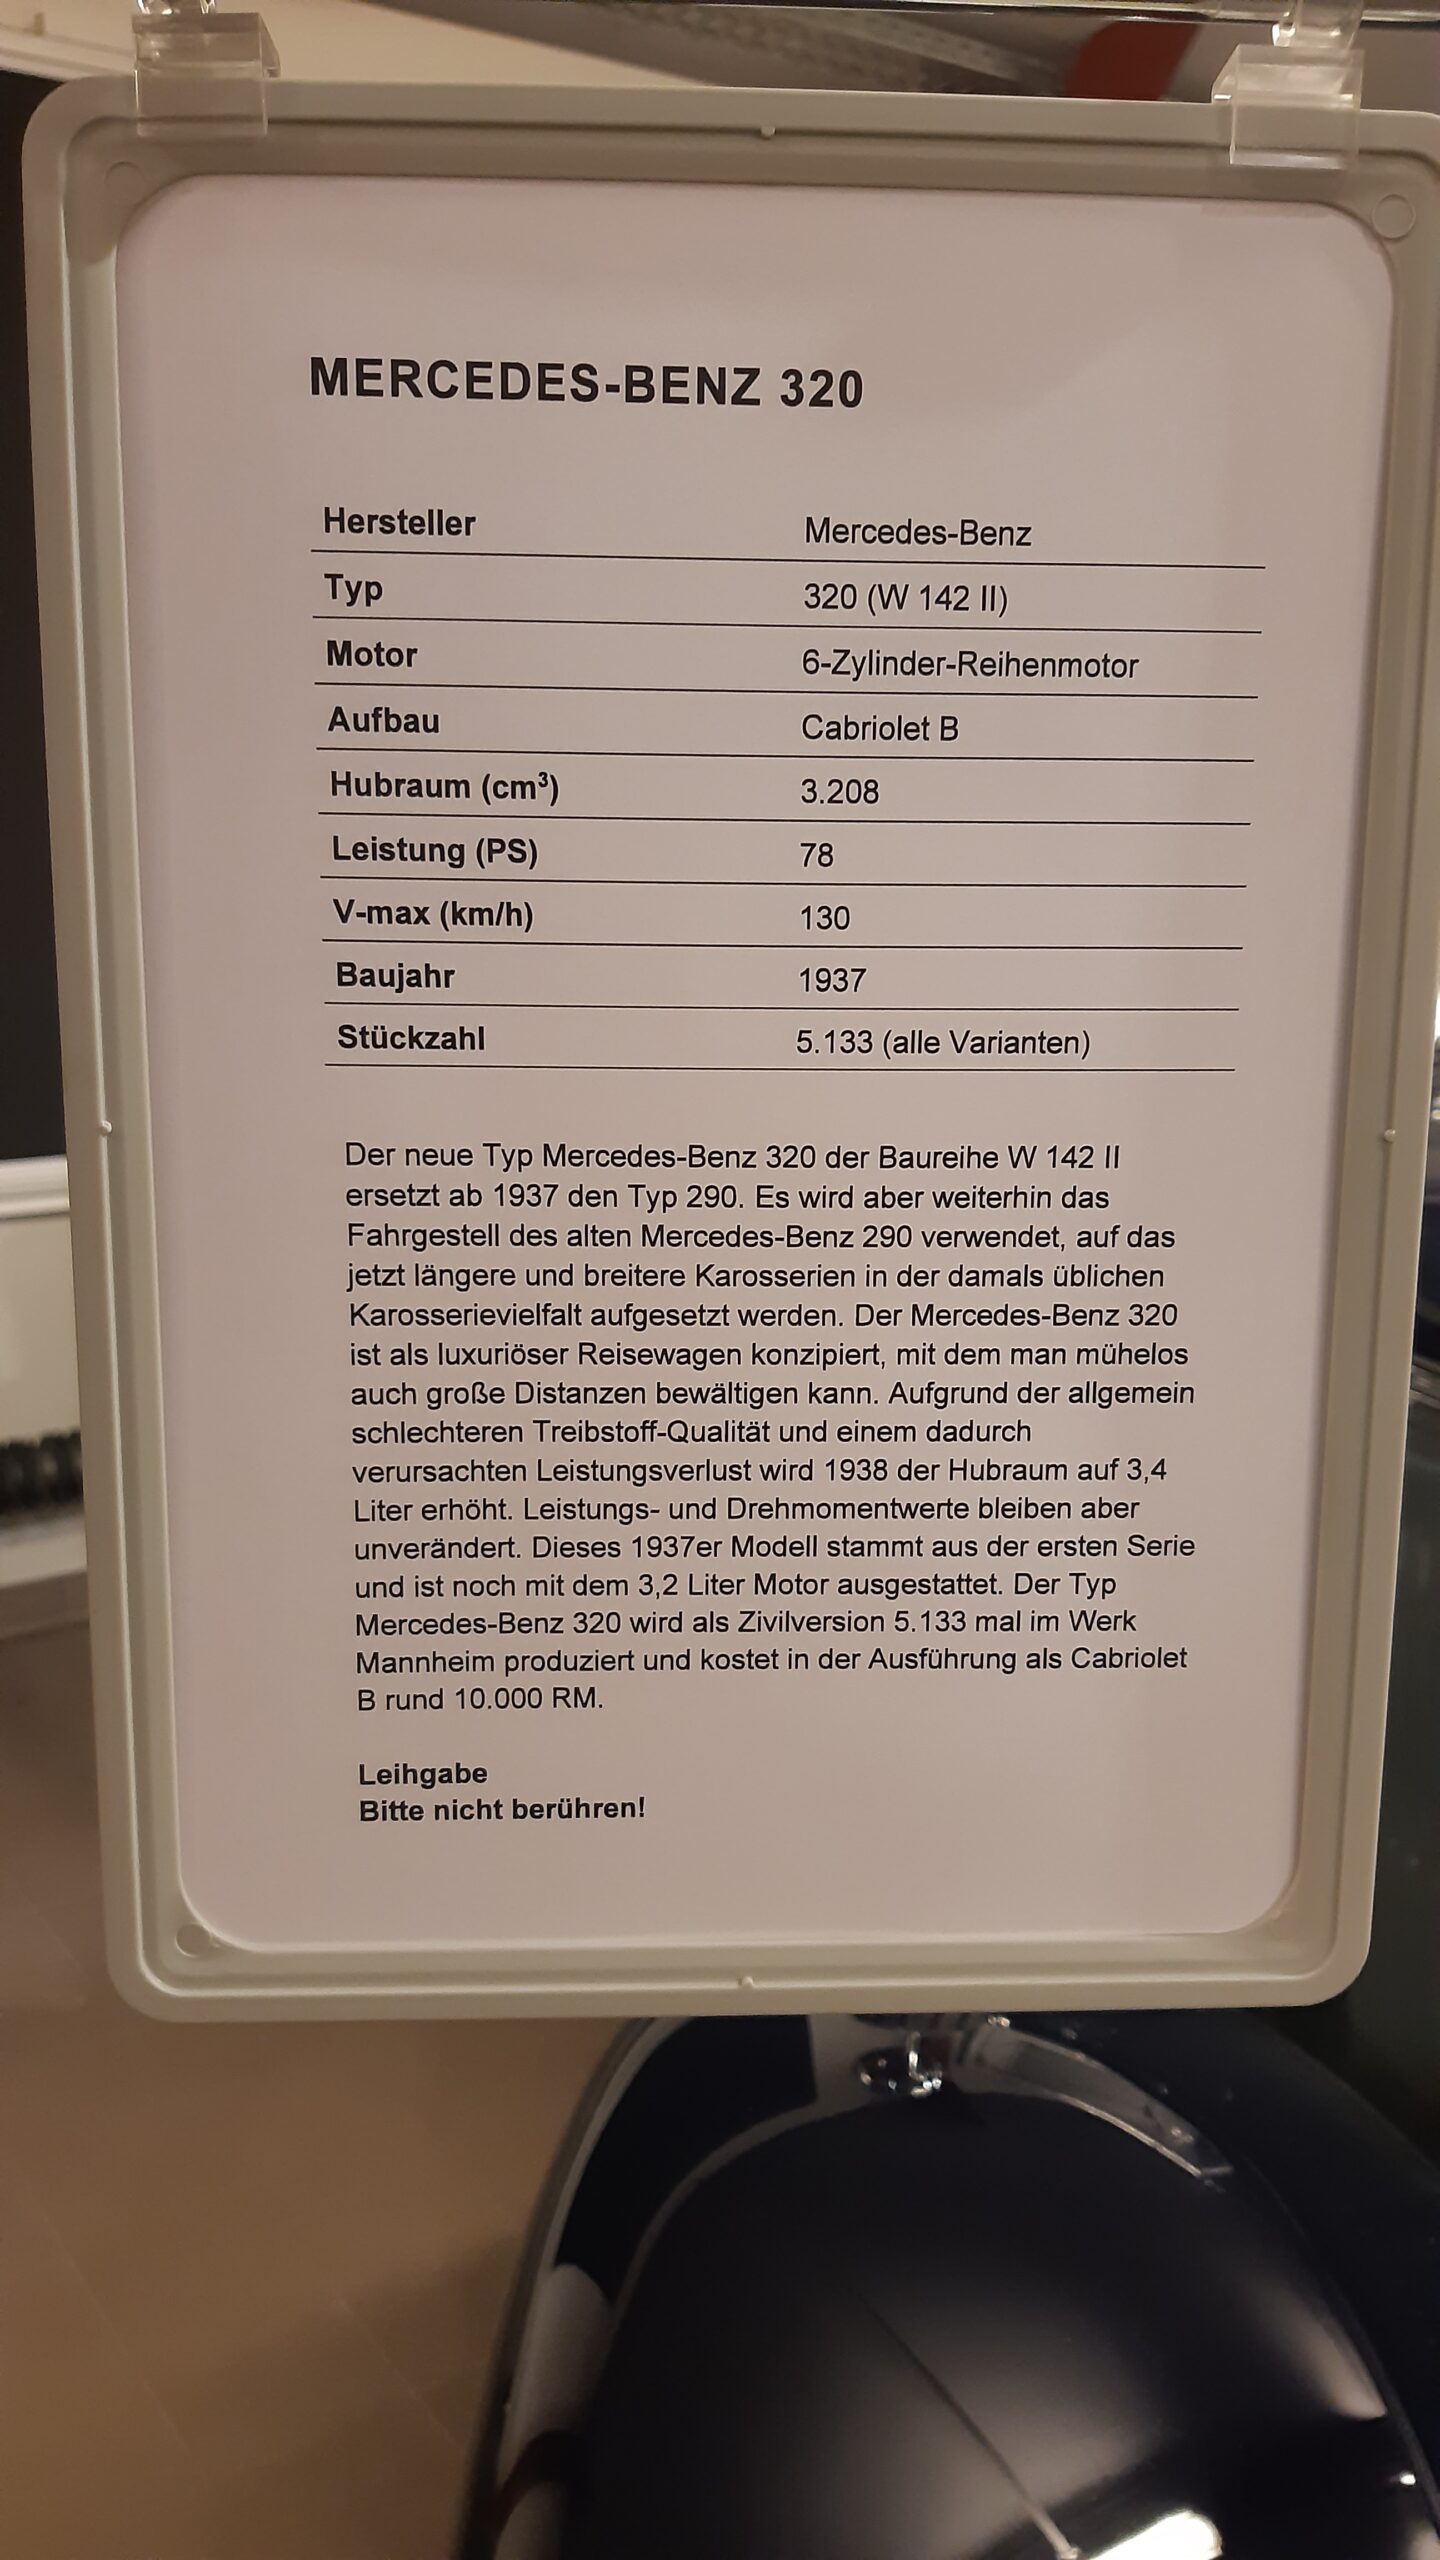 MERCEDES-BENZ 320
Hersteller Mercedes-Benz
Typ 320 (W 142 II)
Motor 6-Zylinder-Reihenmotor
Aufbau Cabriolet B
Hubraum (cm³) 3.208
Leistung (PS) 78
V-max (km/h) 130
Baujahr 1937
Stückzahl 5.133 (alle Varianten)
Der neue Typ Mercedes-Benz 320 der Baureihe W 142 II
ersetzt ab 1937 den Typ 290. Es wird aber weiterhin das
Fahrgestell des alten Mercedes-Benz 290 verwendet, auf das
jetzt längere und breitere Karosserien in der damals üblichen
Karosserievielfalt aufgesetzt werden. Der Mercedes-Benz 320
ist als luxuriöser Reisewagen konzipiert, mit dem man mühelos
auch große Distanzen bewältigen kann. Aufgrund der allgemein
schlechteren Treibstoff-Qualität und einem dadurch
verursachten Leistungsverlust wird 1938 der Hubraum auf 3,4
Liter erhöht. Leistungs- und Drehmomentwerte bleiben aber
unverändert. Dieses 1937er Modell stammt aus der ersten Serie
und ist noch mit dem 3,2 Liter Motor ausgestattet. Der Typ
Mercedes-Benz 320 wird als Zivilversion 5.133 mal im Werk
Mannheim produziert und kostet in der Ausführung als Cabriolet
B rund 10.000 RM.
Leihgabe
Bitte nicht berühren!